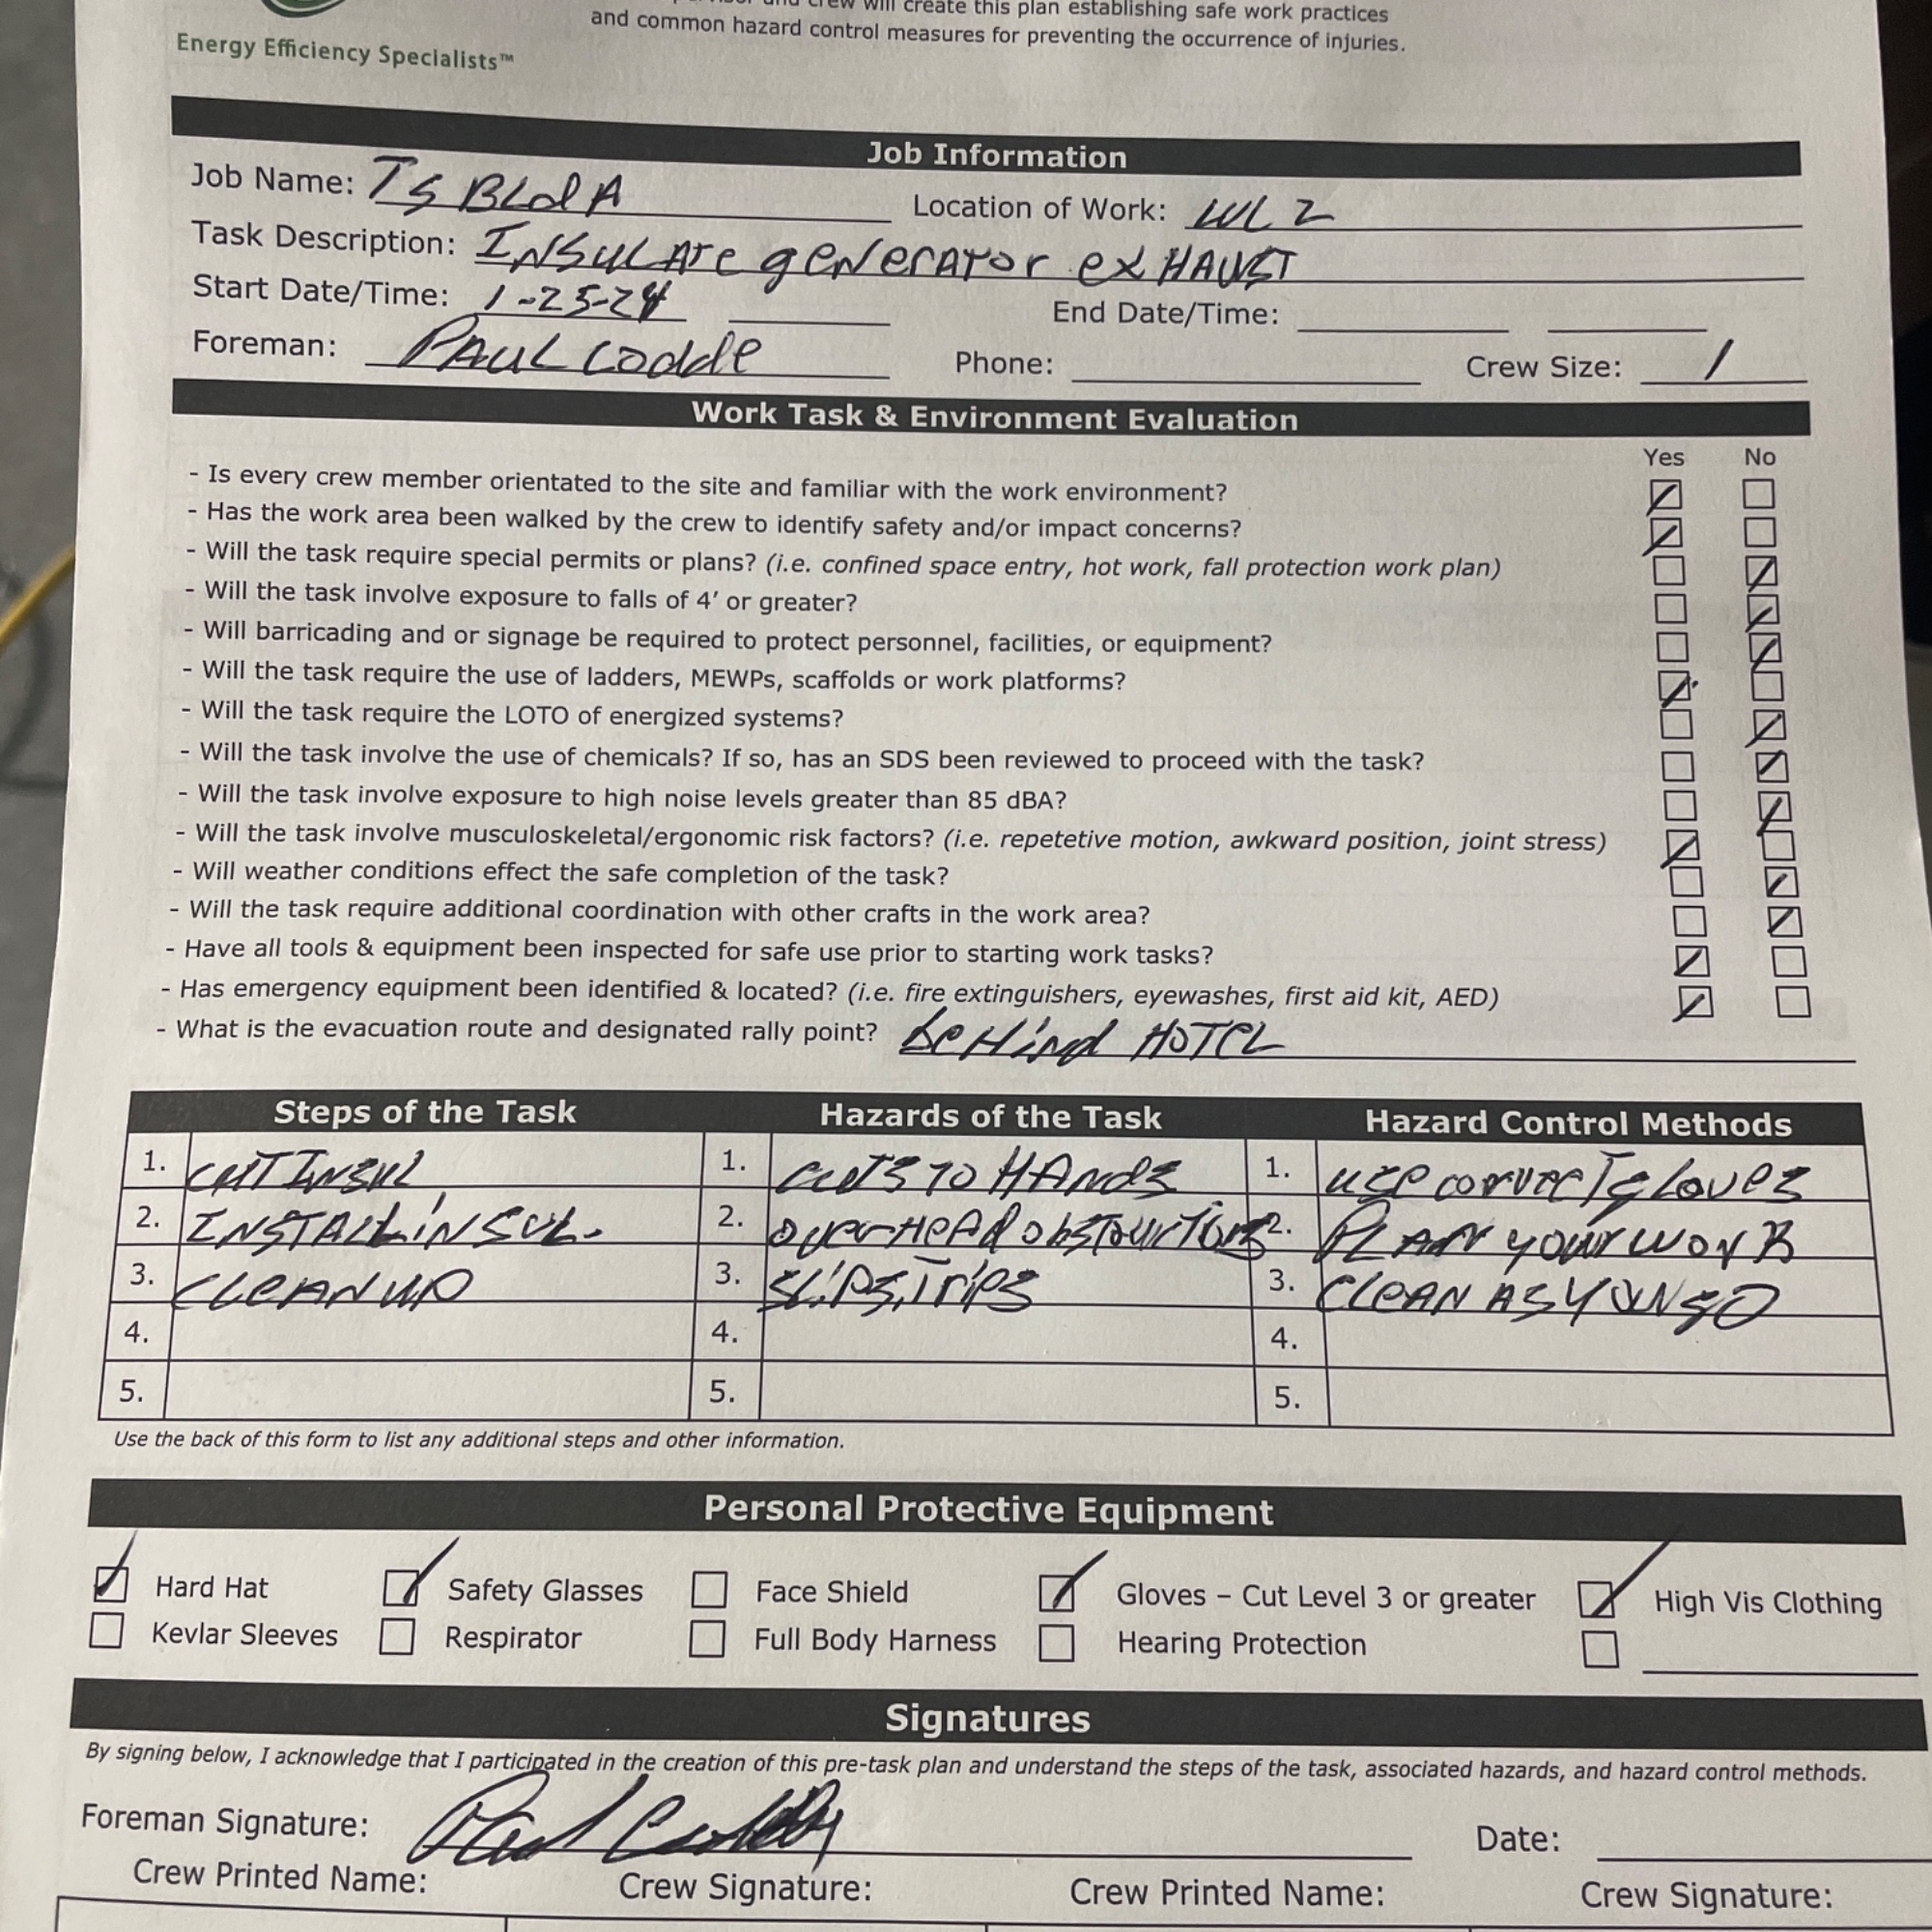 crew will create this plan establishing safe work practices
and common hazard control measures for preventing the occurrence of injuries.
Energy Efficiency Specialists™
Job Information
Job Name: TS BLd A Location of Work: WL 2
Task Description: INSULATe geNerATor exHAUST
Start Date/Time: 1-25-24 End Date/Time:
Foreman: PAUL Codde Phone: Crew Size: 1
Work Task & Environment Evaluation
Yes No
- Is every crew member orientated to the site and familiar with the work environment?
- Has the work area been walked by the crew to identify safety and/or impact concerns?
- Will the task require special permits or plans? (i.e. confined space entry, hot work, fall protection work plan)
- Will the task involve exposure to falls of 4' or greater?
- Will barricading and or signage be required to protect personnel, facilities, or equipment?
- Will the task require the use of ladders, MEWPs, scaffolds or work platforms?
- Will the task require the LOTO of energized systems?
- Will the task involve the use of chemicals? If so, has an SDS been reviewed to proceed with the task?
- Will the task involve exposure to high noise levels greater than 85 dBA?
- Will the task involve musculoskeletal/ergonomic risk factors? (i.e. repetetive motion, awkward position, joint stress)
- Will weather conditions effect the safe completion of the task?
- Will the task require additional coordination with other crafts in the work area?
- Have all tools & equipment been inspected for safe use prior to starting work tasks?
- Has emergency equipment been identified & located? (i.e. fire extinguishers, eyewashes, first aid kit, AED)
- What is the evacuation route and designated rally point? beHind HOTEL
Steps of the Task Hazards of the Task Hazard Control Methods
1. CUT INSUL 1. CUTS TO HANds 1. use correcT gLoves
2. INSTALL iNSUL. 2. overHeAd obsTructions 2. PLAN your work
3. CLEAN UP 3. SLiPS, Trips 3. CLEAN AS YOU GO
4. 4. 4.
5. 5. 5.
Use the back of this form to list any additional steps and other information.
Personal Protective Equipment
Hard Hat Safety Glasses Face Shield Gloves – Cut Level 3 or greater High Vis Clothing
Kevlar Sleeves Respirator Full Body Harness Hearing Protection
Signatures
By signing below, I acknowledge that I participated in the creation of this pre-task plan and understand the steps of the task, associated hazards, and hazard control methods.
Foreman Signature: Paul Date:
Crew Printed Name: Crew Signature: Crew Printed Name: Crew Signature: